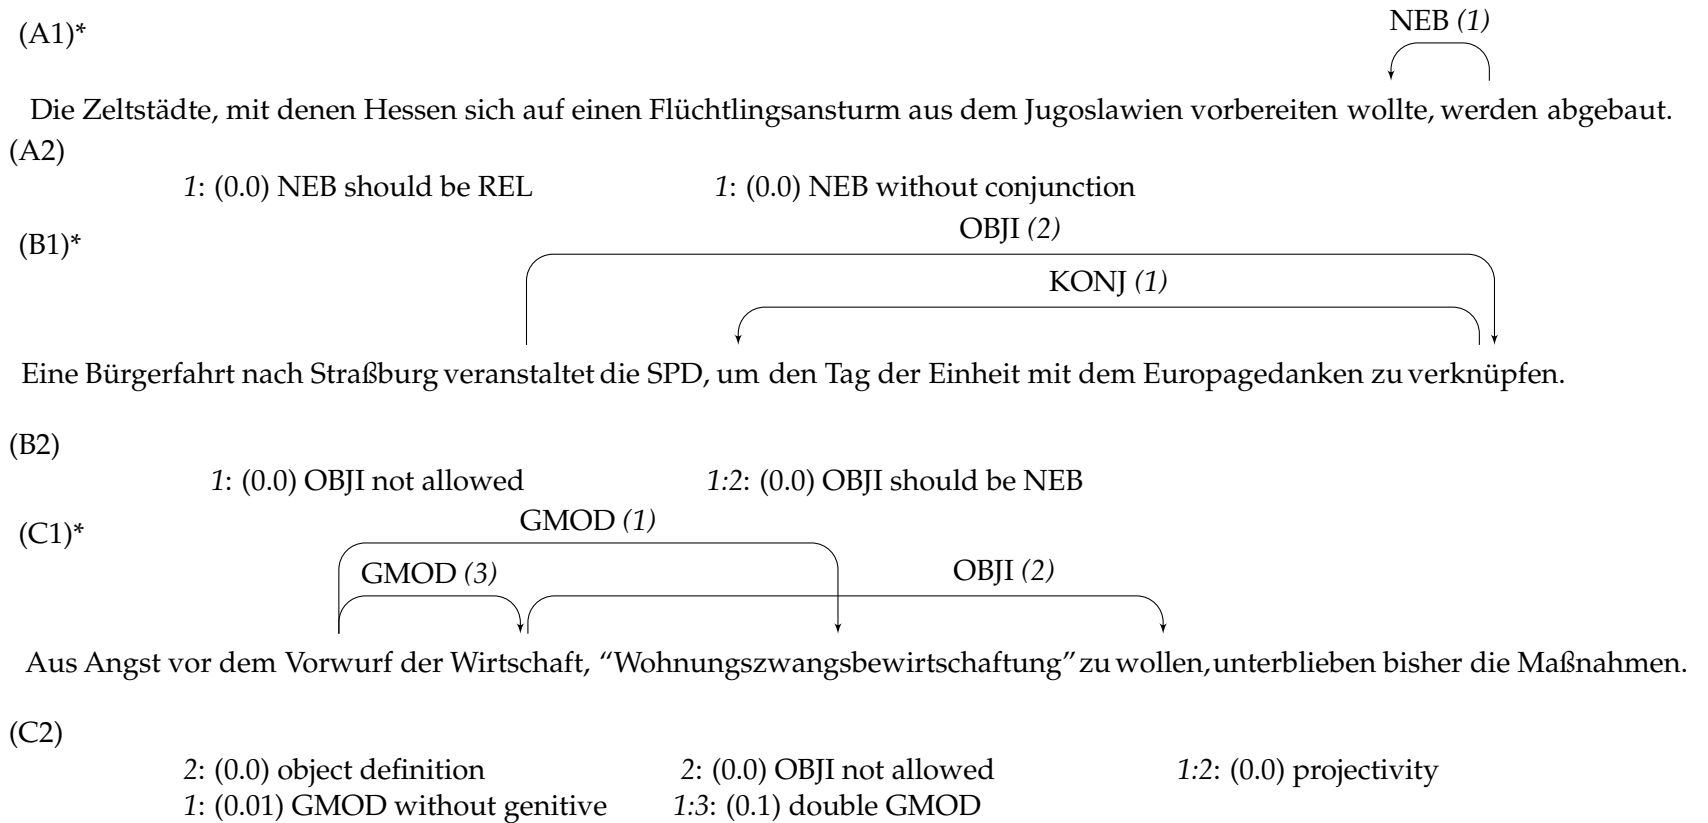 NEB (1)
(A1)*
Die Zeltstädte, mit denen Hessen sich auf einen Flüchtlingsansturm aus dem Jugoslawien vorbereiten wollte, werden abgebaut.
(A2)
1: (0.0) NEB should be REL 1: (0.0) NEB without conjunction
OBJI (2)
(B1)*
KONJ (1)
Eine Bürgerfahrt nach Straßburg veranstaltet die SPD, um den Tag der Einheit mit dem Europagedanken zu verknüpfen.
(B2)
1: (0.0) OBJI not allowed 1:2: (0.0) OBJI should be NEB
GMOD (1)
(C1)*
GMOD (3) OBJI (2)
Aus Angst vor dem Vorwurf der Wirtschaft, “Wohnungszwangsbewirtschaftung” zu wollen, unterblieben bisher die Maßnahmen.
(C2)
2: (0.0) object definition 2: (0.0) OBJI not allowed 1:2: (0.0) projectivity
1: (0.01) GMOD without genitive 1:3: (0.1) double GMOD